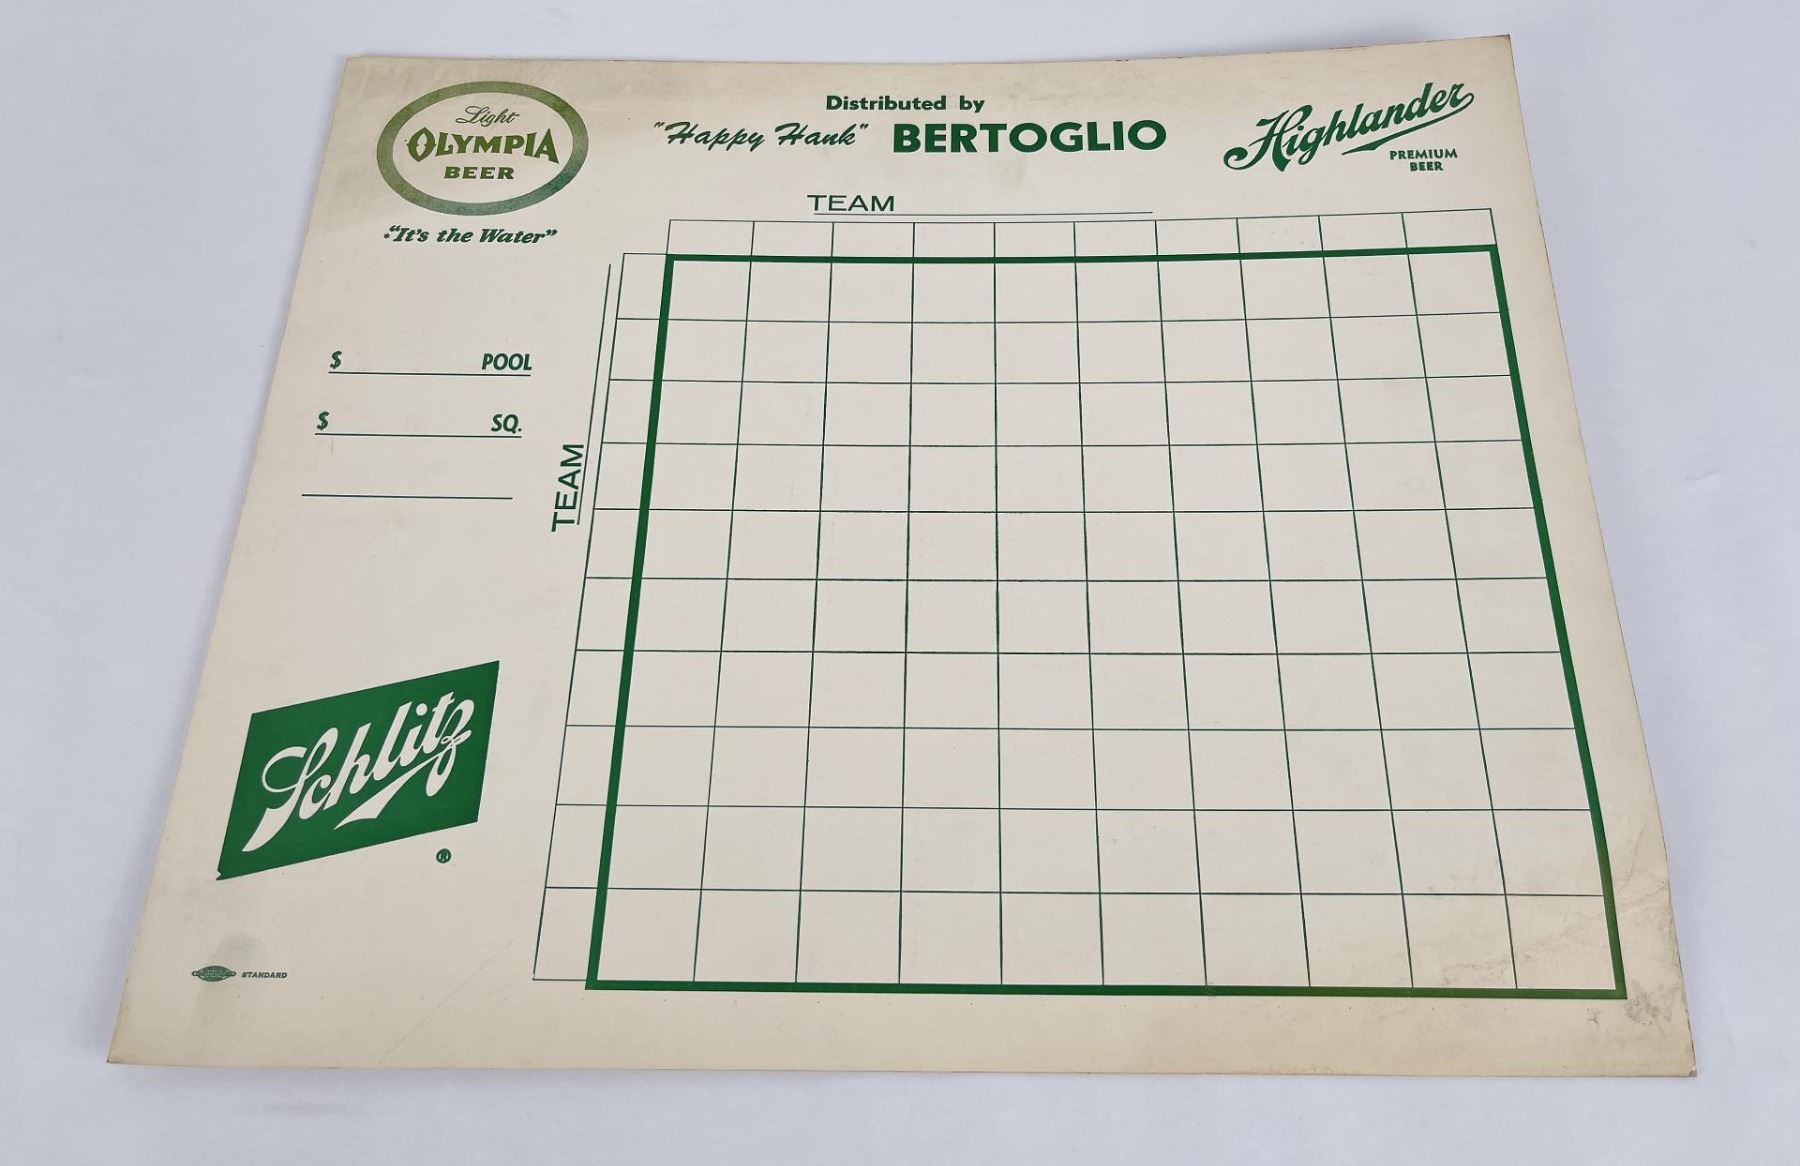 Light
OLYMPIA
BEER
"It's the Water"
Distributed by
"Happy Hank" BERTOGLIO
Highlander
PREMIUM
BEER
TEAM
TEAM
$ POOL
$ SQ.
Schlitz
®
STANDARD